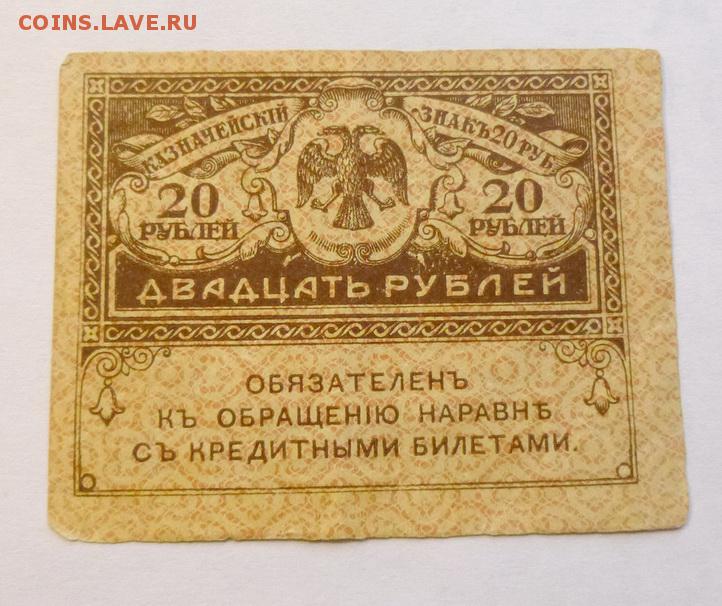 COINS.LAVE.RU
КАЗНАЧЕЙСКІЙ ЗНАКЪ 20 РУБ.
20 20
РУБЛЕЙ РУБЛЕЙ
ДВАДЦАТЬ РУБЛЕЙ
ОБЯЗАТЕЛЕНЪ
КЪ ОБРАЩЕНІЮ НАРАВНѢ
СЪ КРЕДИТНЫМИ БИЛЕТАМИ.